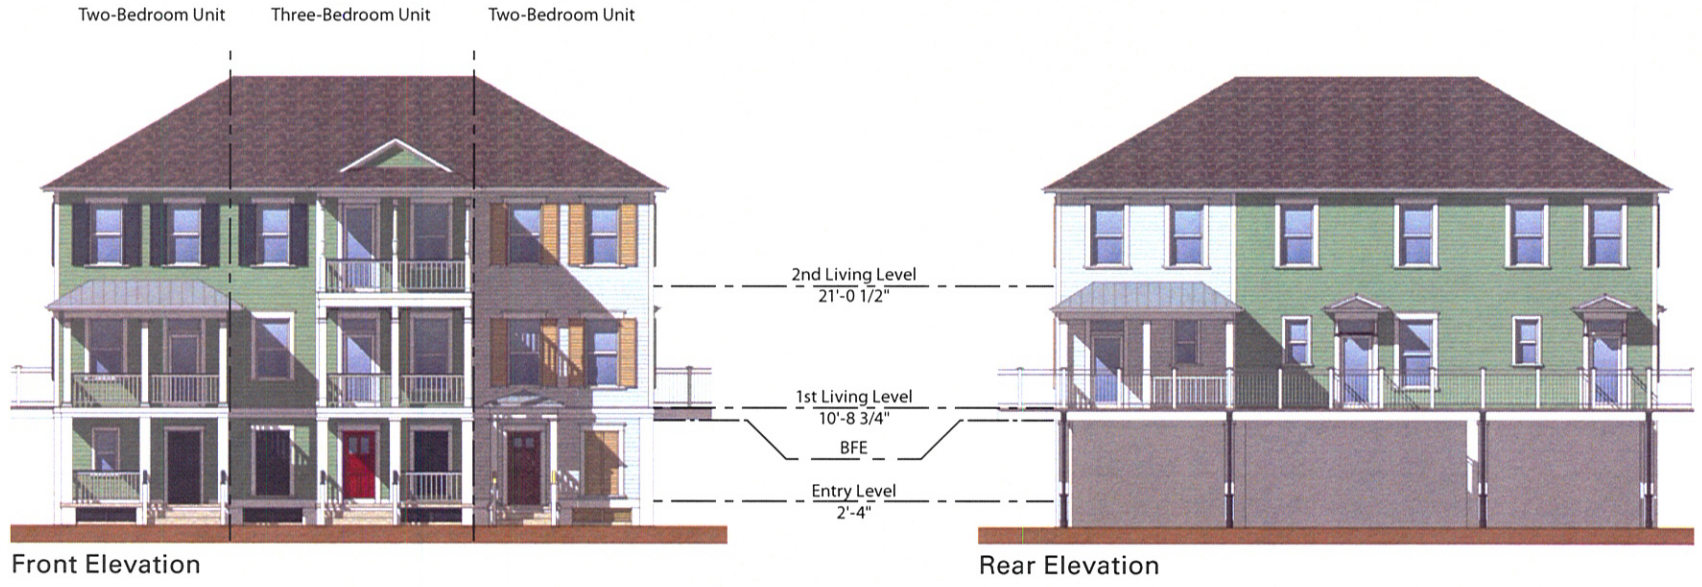 Two-Bedroom Unit
Three-Bedroom Unit
Two-Bedroom Unit
2nd Living Level
21'-0 1/2"
1st Living Level
10'-8 3/4"
BFE
Entry Level
2'-4"
Front Elevation
Rear Elevation